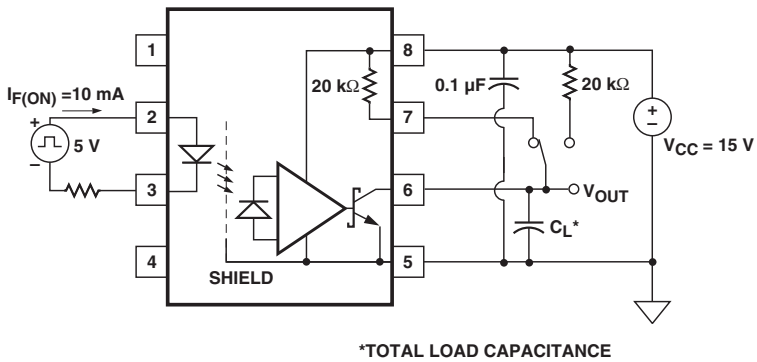 1
8
I_F(ON) =10 mA
20 kΩ
0.1 µF
20 kΩ
+
2
7
+
–
5 V
–
V_CC = 15 V
3
6
V_OUT
C_L*
4
SHIELD
5
*TOTAL LOAD CAPACITANCE